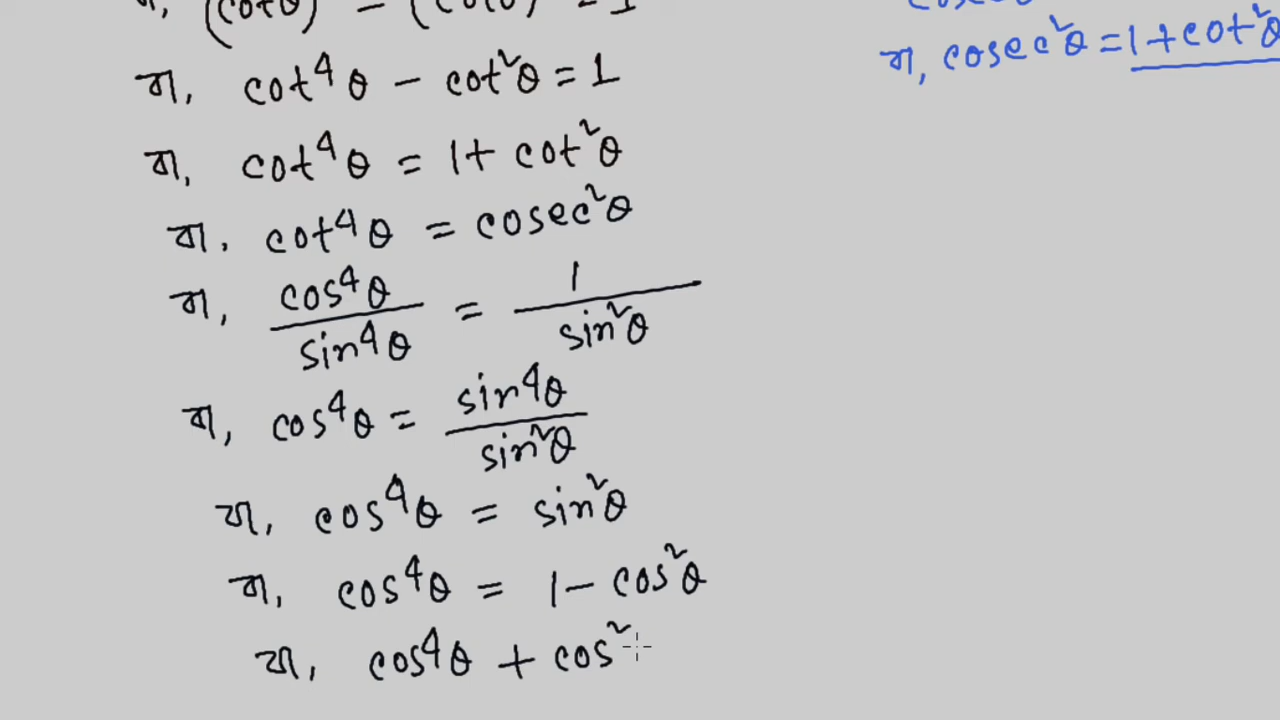 বা, cot⁴θ − cot²θ = 1
বা, cot⁴θ = 1 + cot²θ
বা, cot⁴θ = cosec²θ
বা, cos⁴θ / sin⁴θ = 1 / sin²θ
বা, cos⁴θ = sin⁴θ / sin²θ
বা, cos⁴θ = sin²θ
বা, cos⁴θ = 1 − cos²θ
বা, cos⁴θ + cos²
বা, cosec²θ = 1 + cot²θ